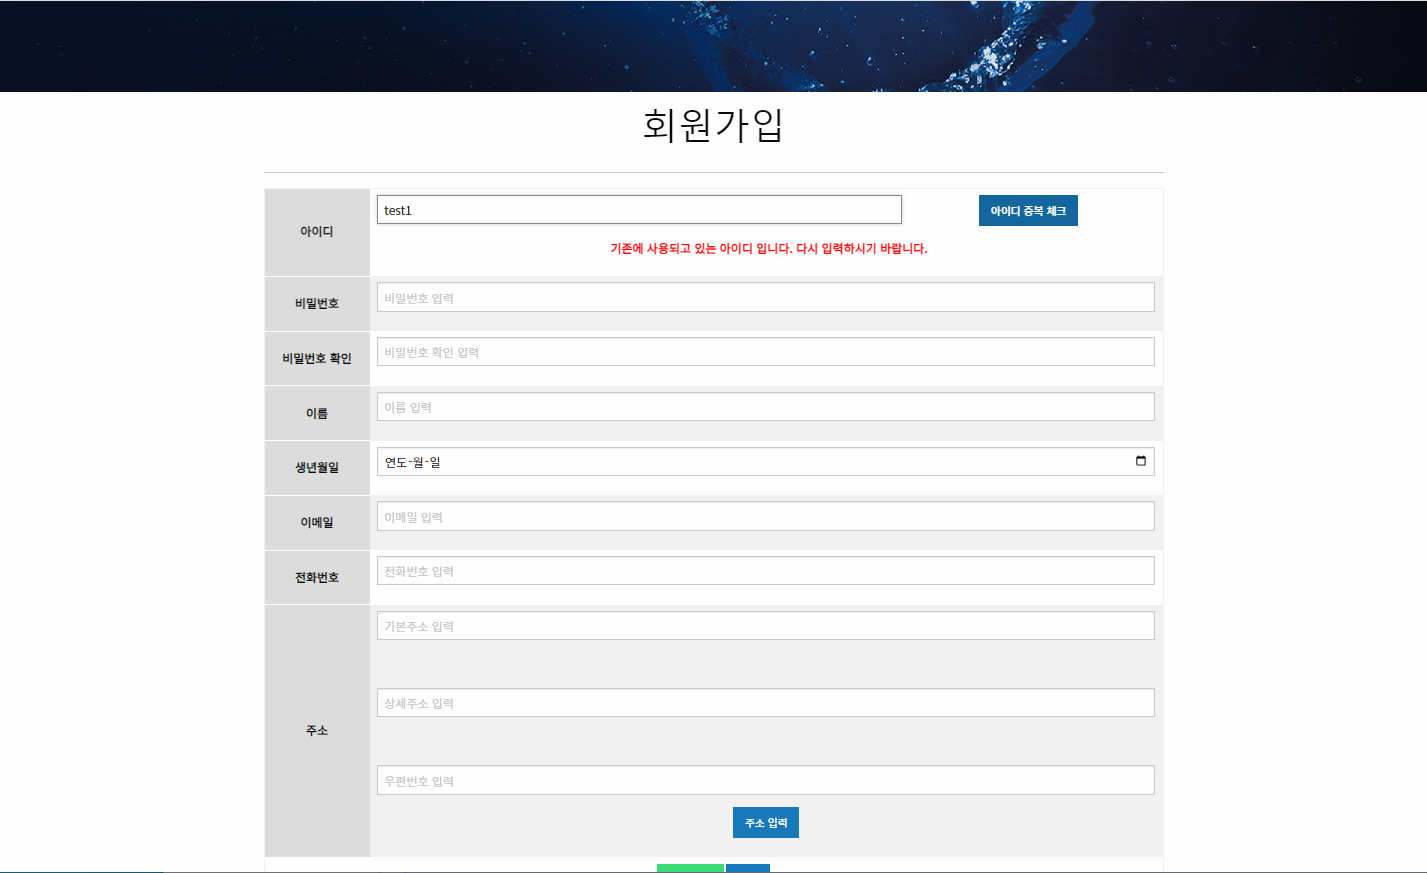 회원가입
아이디
test1
아이디 중복 체크
기존에 사용되고 있는 아이디 입니다. 다시 입력하시기 바랍니다.
비밀번호
비밀번호 입력
비밀번호 확인
비밀번호 확인 입력
이름
이름 입력
생년월일
연도-월-일
이메일
이메일 입력
전화번호
전화번호 입력
주소
기본주소 입력
상세주소 입력
우편번호 입력
주소 입력